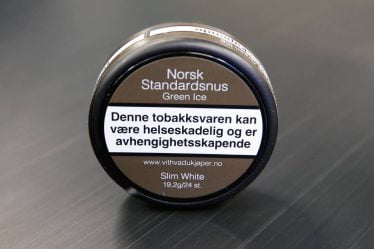 Norsk
Standardsnus
Green Ice
Denne tobakksvaren kan
være helseskadelig og er
avhengighetsskapende
www.vithvadukjaper.no
Slim White
19,2g/24 st.